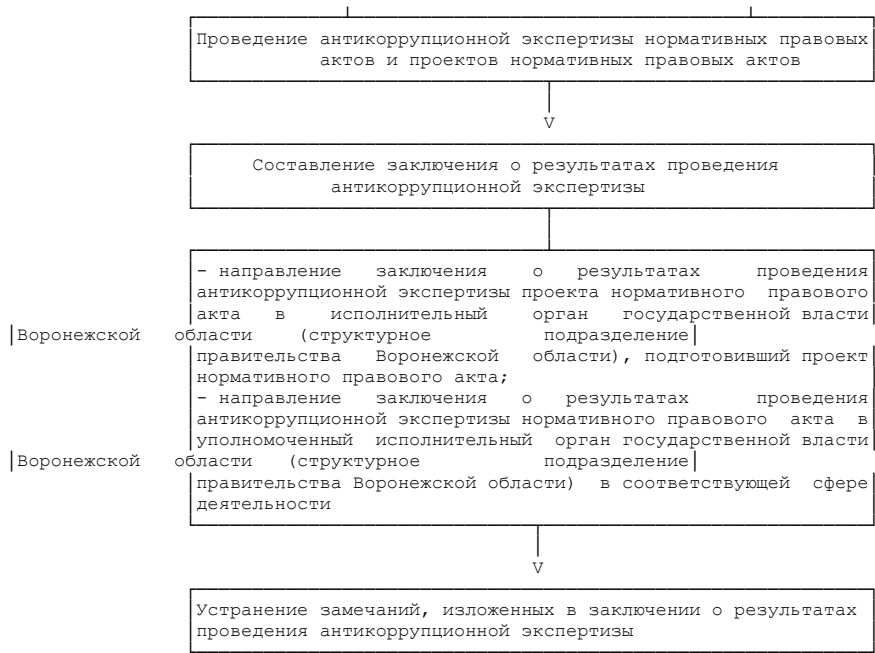 Проведение антикоррупционной экспертизы нормативных правовых
актов и проектов нормативных правовых актов
V
Составление заключения о результатах проведения
антикоррупционной экспертизы
- направление заключения о результатах проведения
антикоррупционной экспертизы проекта нормативного правового
акта в исполнительный орган государственной власти
Воронежской области (структурное подразделение
правительства Воронежской области), подготовивший проект
нормативного правового акта;
- направление заключения о результатах проведения
антикоррупционной экспертизы нормативного правового акта в
уполномоченный исполнительный орган государственной власти
Воронежской области (структурное подразделение
правительства Воронежской области) в соответствующей сфере
деятельности
V
Устранение замечаний, изложенных в заключении о результатах
проведения антикоррупционной экспертизы